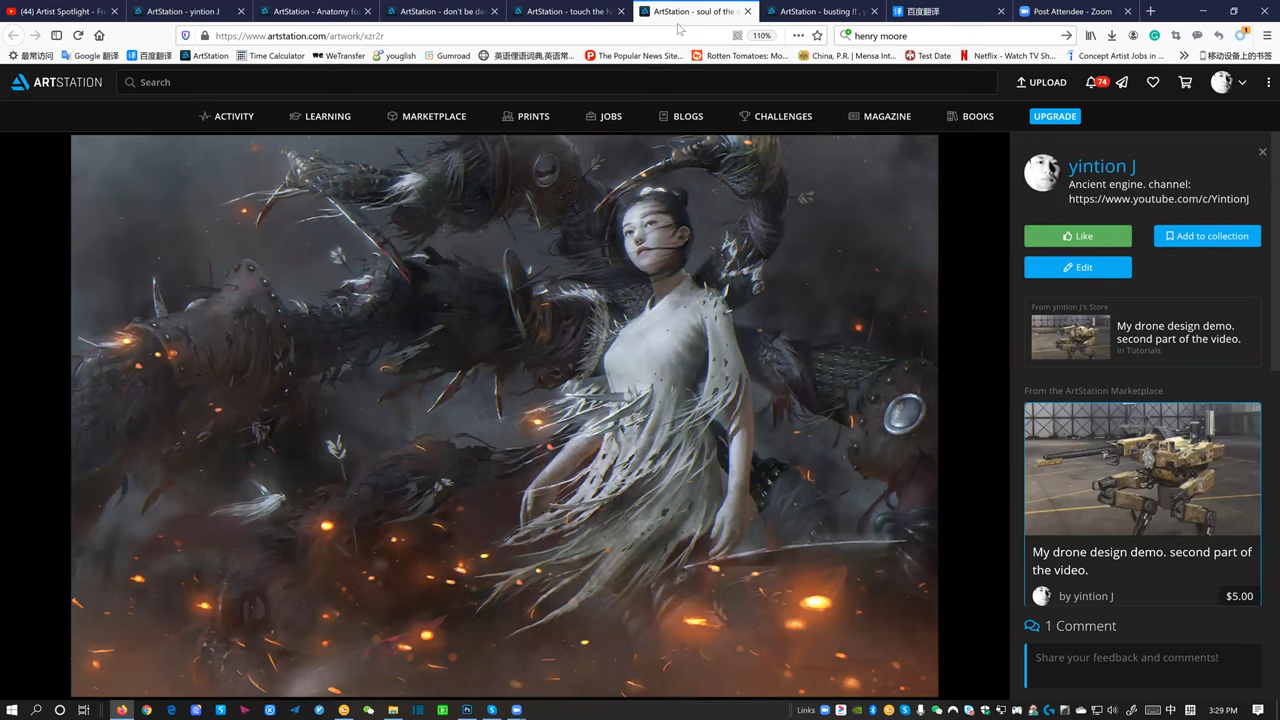 (44) Artist Spotlight - Fr
ArtStation - yintion J
ArtStation - Anatomy fo
ArtStation - don't be de
ArtStation - touch the h
ArtStation - soul of the
ArtStation - busting !! , y
百度翻译
Post Attendee - Zoom
https://www.artstation.com/artwork/xzr2r
110%
henry moore
最常访问
Google 翻译
百度翻译
ArtStation
Time Calculator
WeTransfer
youglish
Gumroad
英语俚语词典,英语常...
The Popular News Site...
Rotten Tomatoes: Mo...
China, P.R. | Mensa Int...
Test Date
Netflix - Watch TV Sh...
Concept Artist Jobs in ...
移动设备上的书签
ARTSTATION
Search
UPLOAD
74
ACTIVITY
LEARNING
MARKETPLACE
PRINTS
JOBS
BLOGS
CHALLENGES
MAGAZINE
BOOKS
UPGRADE
yintion J
Ancient engine. channel:
https://www.youtube.com/c/YintionJ
Like
Add to collection
Edit
From yintion J's Store
My drone design demo.
second part of the video.
in Tutorials
From the ArtStation Marketplace
My drone design demo. second part of
the video.
by yintion J
$5.00
1 Comment
Share your feedback and comments!
Links
中
3:29 PM